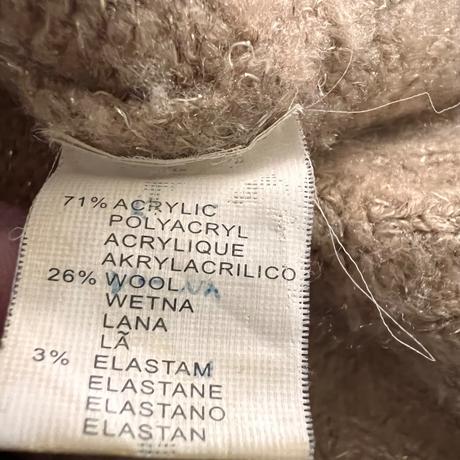 71% ACRYLIC
POLYACRYL
ACRYLIQUE
AKRYLACRILICO
26% WOOL
WETNA
LANA
LÃ
3% ELASTAM
ELASTANE
ELASTANO
ELASTAN